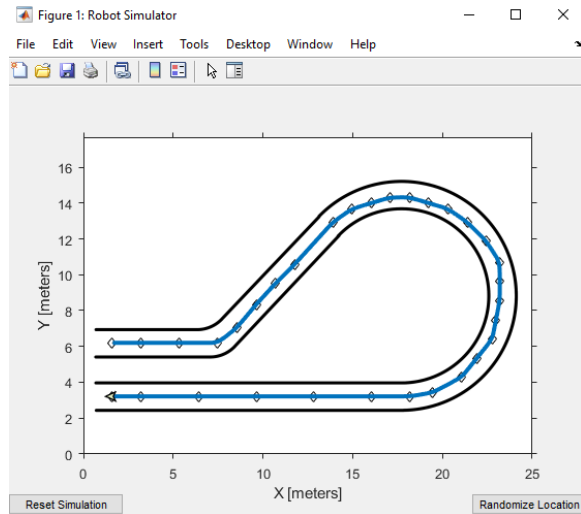 Figure 1: Robot Simulator
File Edit View Insert Tools Desktop Window Help
16
14
12
10
8
6
4
2
0
Y [meters]
0 5 10 15 20 25
X [meters]
Reset Simulation
Randomize Location